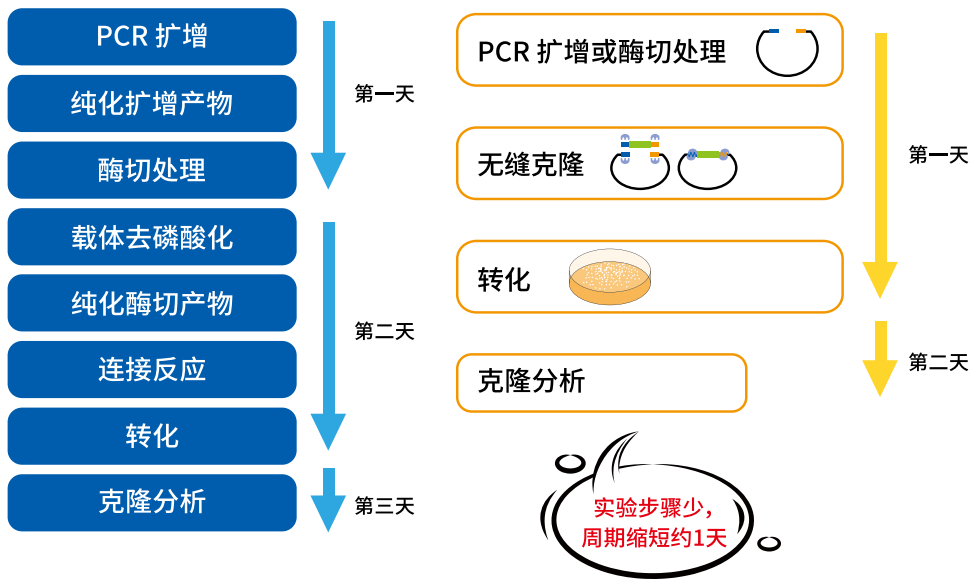 PCR 扩增
纯化扩增产物
酶切处理
载体去磷酸化
纯化酶切产物
连接反应
转化
克隆分析
第一天
第二天
第三天
PCR 扩增或酶切处理
无缝克隆
转化
克隆分析
第一天
第二天
实验步骤少，
周期缩短约1天